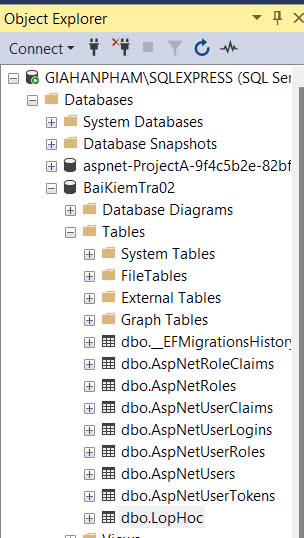 Object Explorer
Connect
GIAHANPHAM\SQLEXPRESS (SQL Ser
Databases
System Databases
Database Snapshots
aspnet-ProjectA-9f4c5b2e-82bf
BaiKiemTra02
Database Diagrams
Tables
System Tables
FileTables
External Tables
Graph Tables
dbo.__EFMigrationsHistory
dbo.AspNetRoleClaims
dbo.AspNetRoles
dbo.AspNetUserClaims
dbo.AspNetUserLogins
dbo.AspNetUserRoles
dbo.AspNetUsers
dbo.AspNetUserTokens
dbo.LopHoc
Views